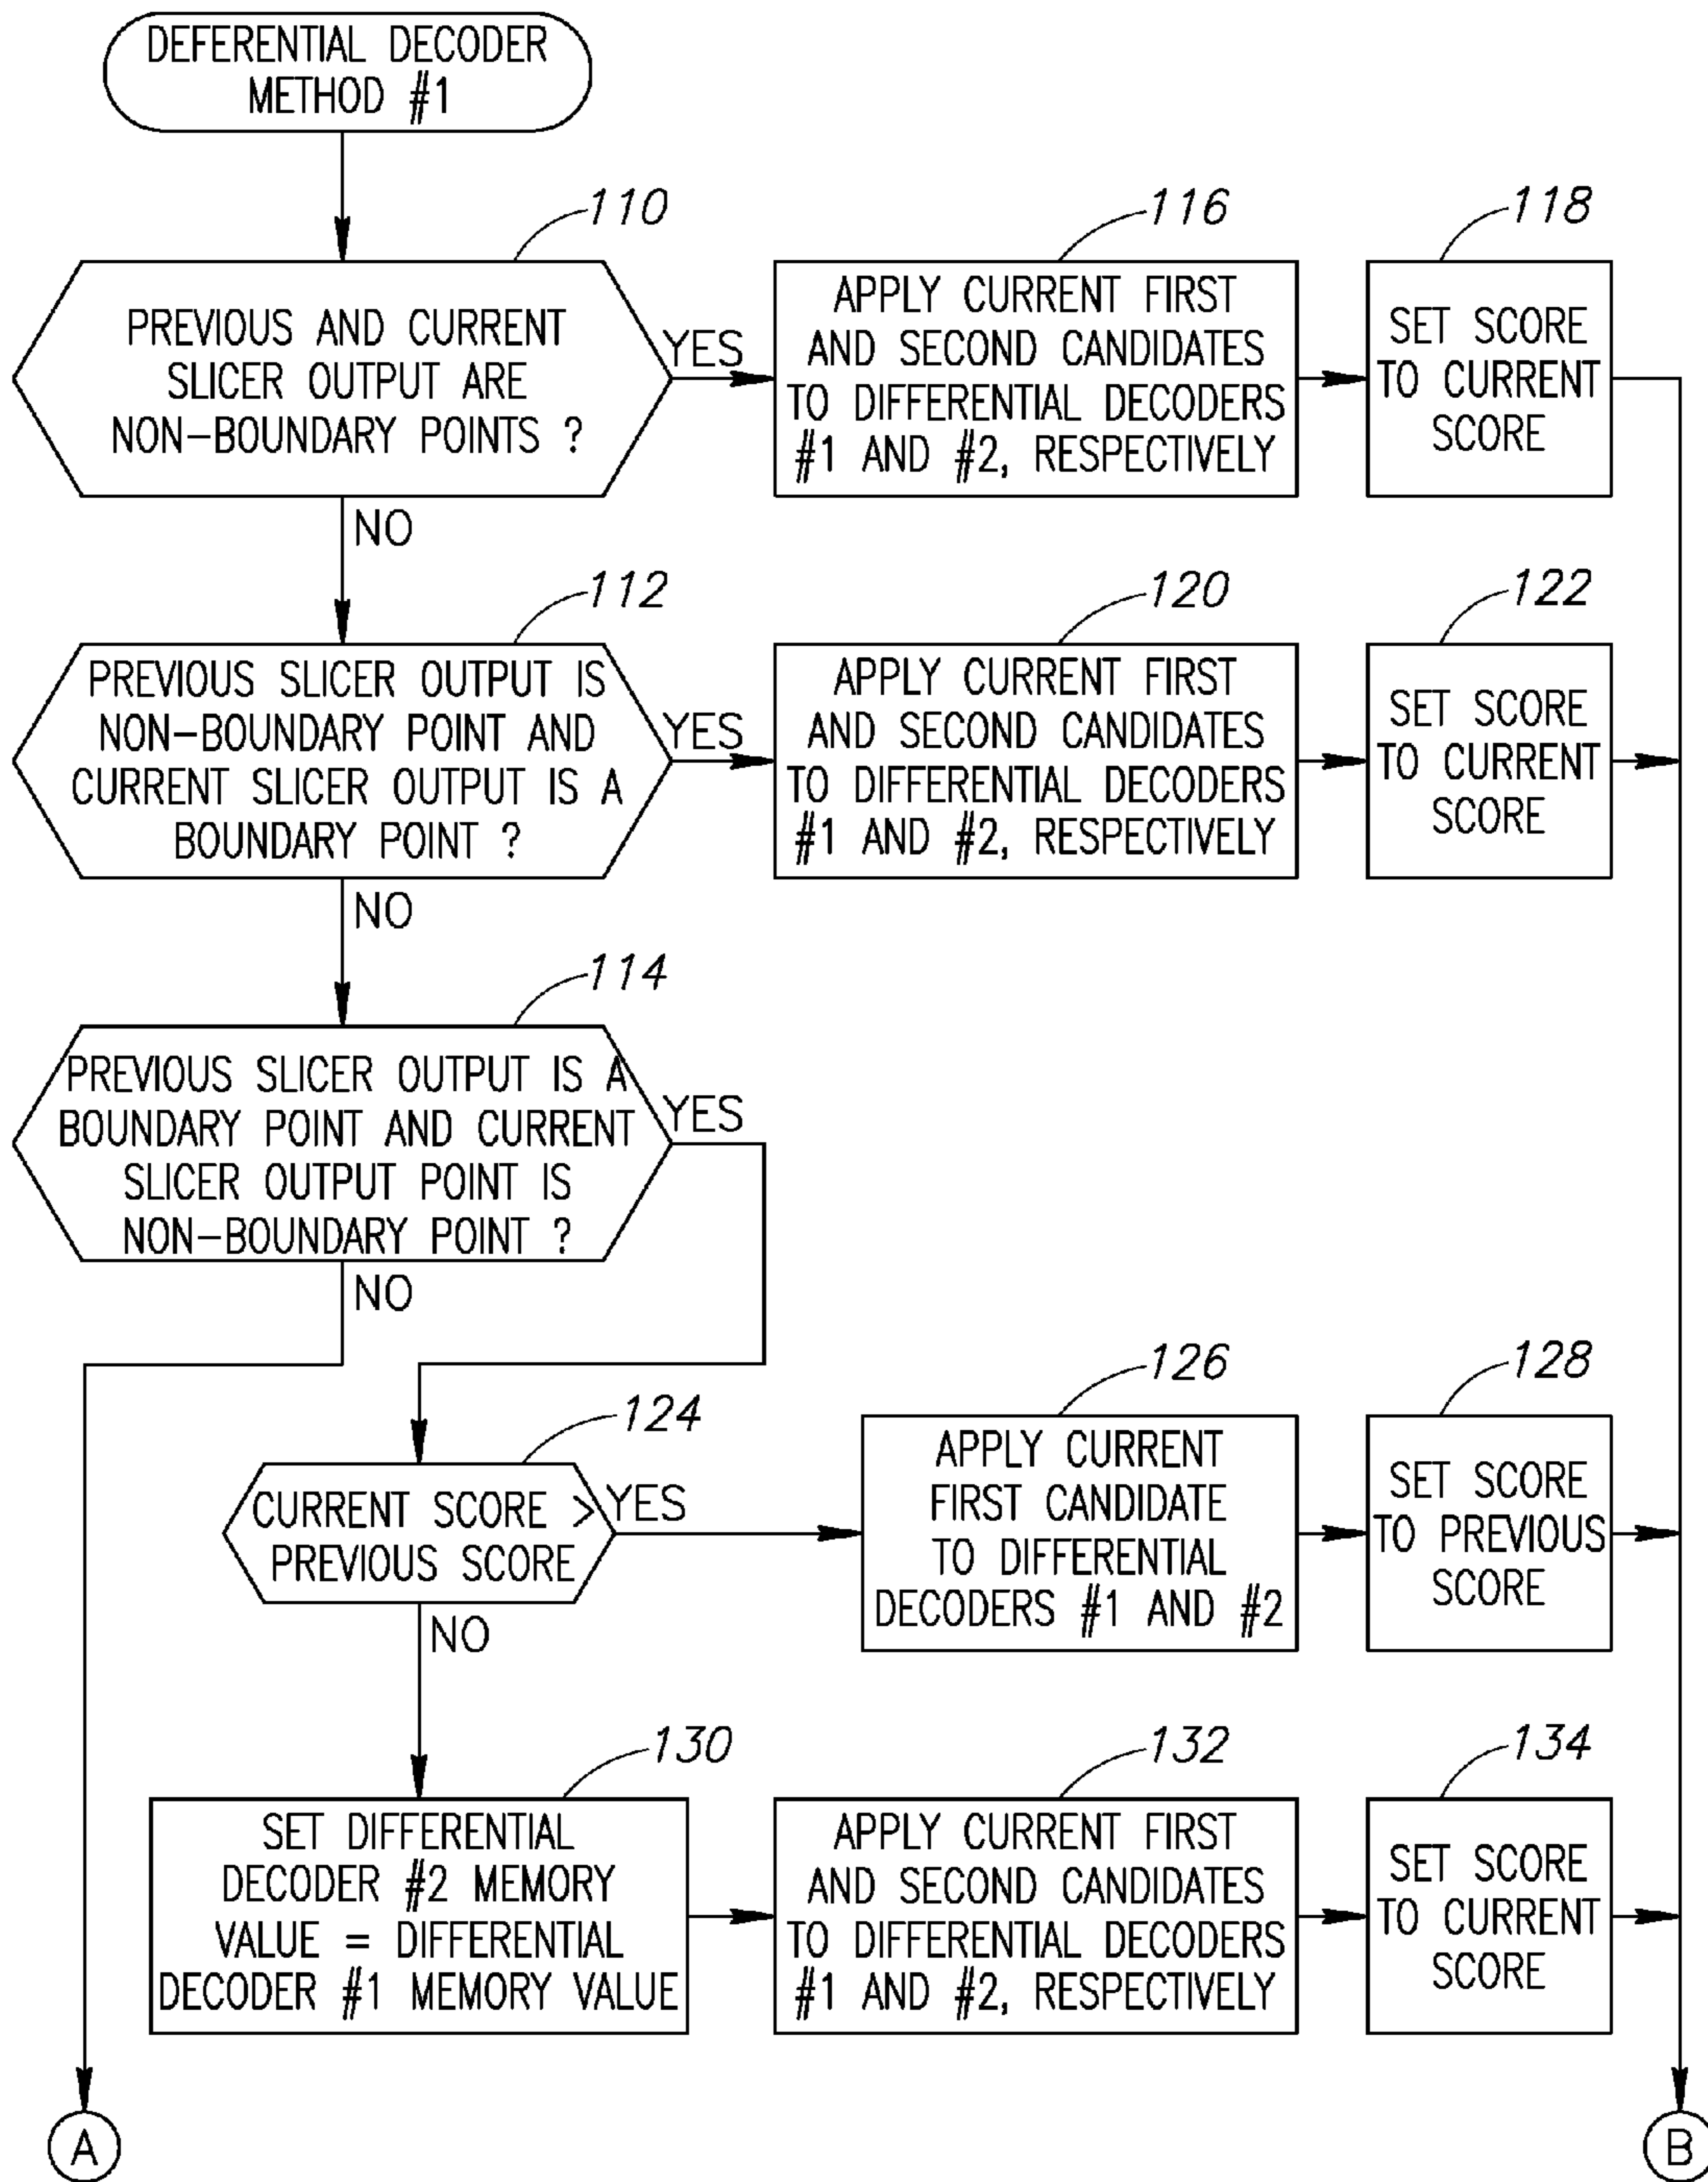 DEFERENTIAL DECODER
METHOD #1
110
PREVIOUS AND CURRENT
SLICER OUTPUT ARE
NON-BOUNDARY POINTS ?
YES
NO
116
APPLY CURRENT FIRST
AND SECOND CANDIDATES
TO DIFFERENTIAL DECODERS
#1 AND #2, RESPECTIVELY
118
SET SCORE
TO CURRENT
SCORE
112
PREVIOUS SLICER OUTPUT IS
NON-BOUNDARY POINT AND
CURRENT SLICER OUTPUT IS A
BOUNDARY POINT ?
YES
NO
120
APPLY CURRENT FIRST
AND SECOND CANDIDATES
TO DIFFERENTIAL DECODERS
#1 AND #2, RESPECTIVELY
122
SET SCORE
TO CURRENT
SCORE
114
PREVIOUS SLICER OUTPUT IS A
BOUNDARY POINT AND CURRENT
SLICER OUTPUT POINT IS
NON-BOUNDARY POINT ?
YES
NO
124
CURRENT SCORE >
PREVIOUS SCORE
YES
NO
126
APPLY CURRENT
FIRST CANDIDATE
TO DIFFERENTIAL
DECODERS #1 AND #2
128
SET SCORE
TO PREVIOUS
SCORE
130
SET DIFFERENTIAL
DECODER #2 MEMORY
VALUE = DIFFERENTIAL
DECODER #1 MEMORY VALUE
132
APPLY CURRENT FIRST
AND SECOND CANDIDATES
TO DIFFERENTIAL DECODERS
#1 AND #2, RESPECTIVELY
134
SET SCORE
TO CURRENT
SCORE
A
B